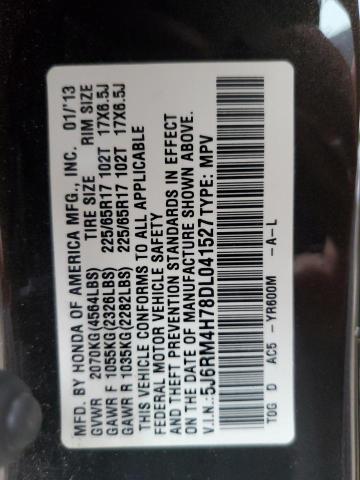 MFD. BY HONDA OF AMERICA MFG., INC. 01/'13
TIRE SIZE RIM SIZE
GVWR 2070KG(4564LBS)
GAWR F 1055KG(2326LBS) 225/65R17 102T 17X6.5J
GAWR R 1035KG(2282LBS) 225/65R17 102T 17X6.5J
THIS VEHICLE CONFORMS TO ALL APPLICABLE
FEDERAL MOTOR VEHICLE SAFETY STANDARDS
AND THEFT PREVENTION STANDARDS IN EFFECT
ON THE DATE OF MANUFACTURE SHOWN ABOVE.
V.I.N.:5J6RM4H78DL041527 TYPE: MPV
T0G D AC5 -YR600M -A-L